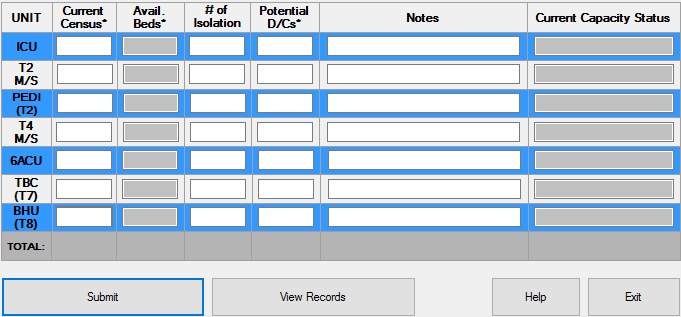 UNIT Current Census* Avail. Beds* # of Isolation Potential D/Cs* Notes Current Capacity Status
ICU
T2
M/S
PEDI
(T2)
T4
M/S
6ACU
TBC
(T7)
BHU
(T8)
TOTAL:
Submit View Records Help Exit